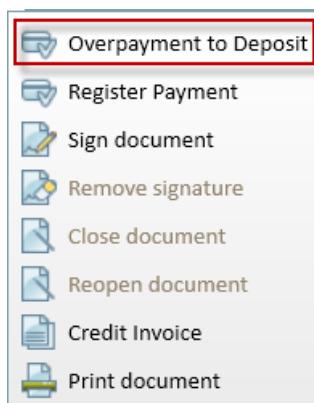 Overpayment to Deposit
Register Payment
Sign document
Remove signature
Close document
Reopen document
Credit Invoice
Print document